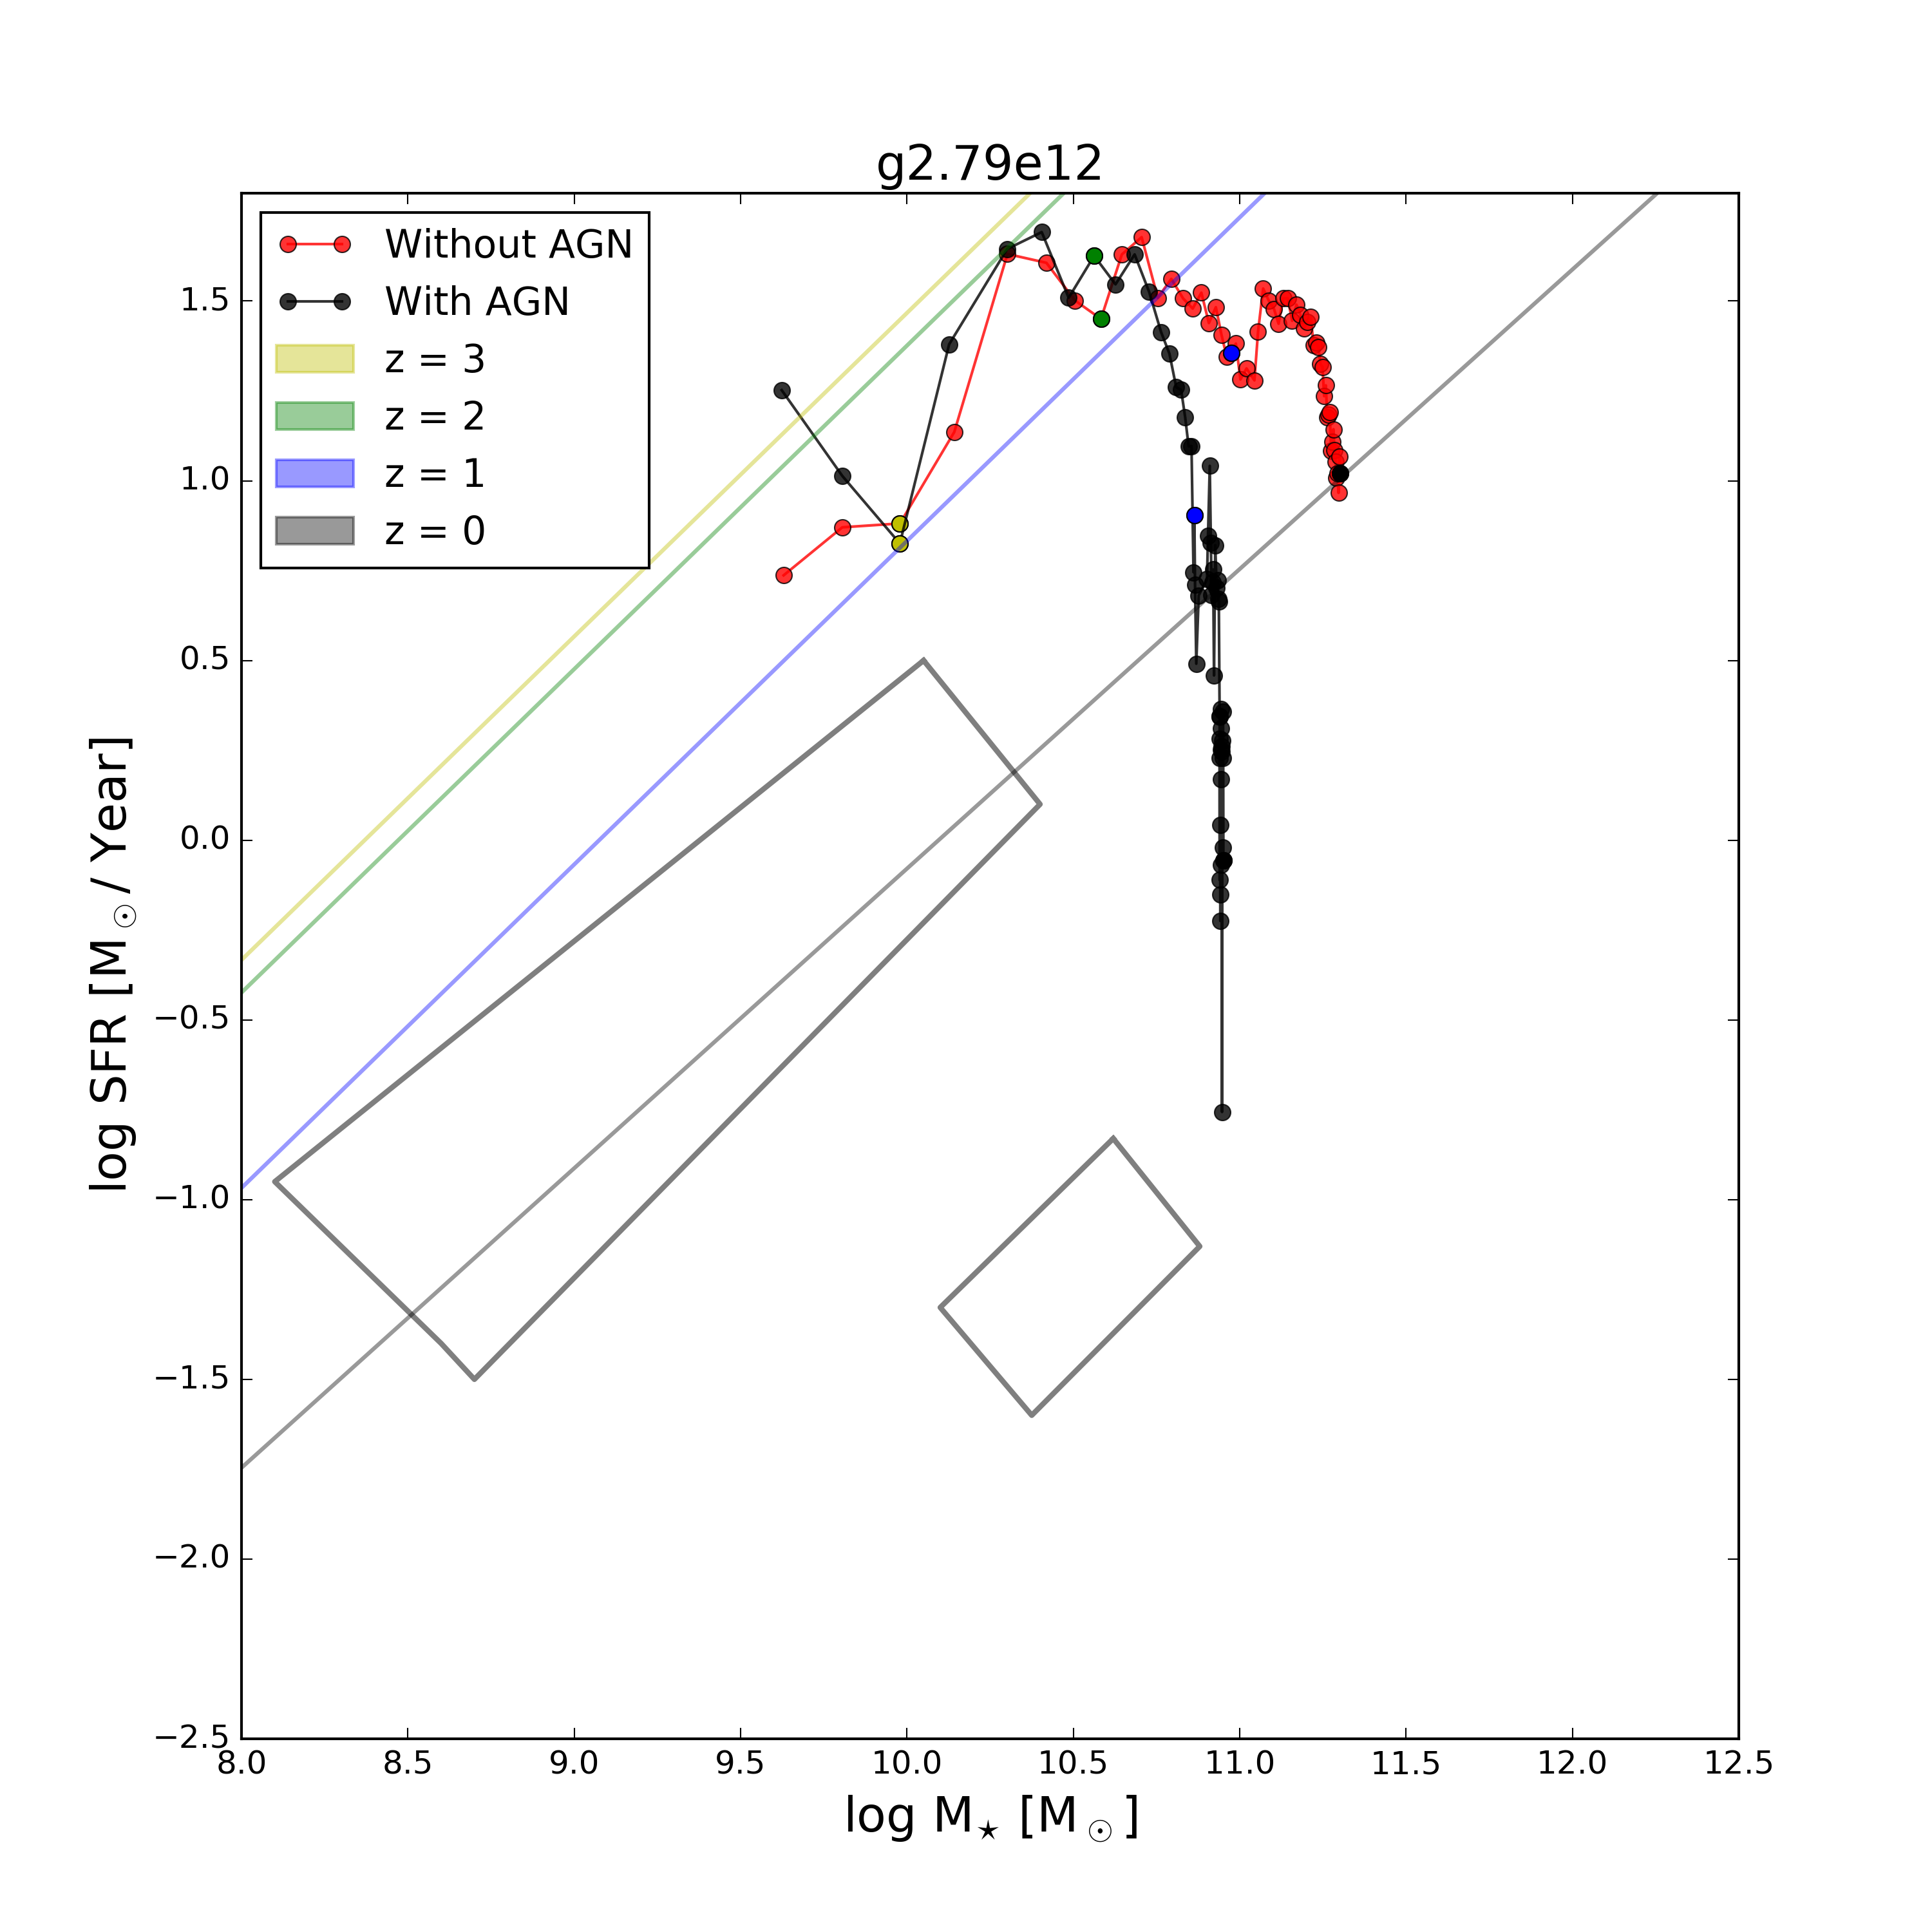 g2.79e12
Without AGN
With AGN
z = 3
z = 2
z = 1
z = 0
log SFR [M☉/ Year]
1.5
1.0
0.5
0.0
−0.5
−1.0
−1.5
−2.0
−2.5
8.0 8.5 9.0 9.5 10.0 10.5 11.0 11.5 12.0 12.5
log M⋆ [M☉]